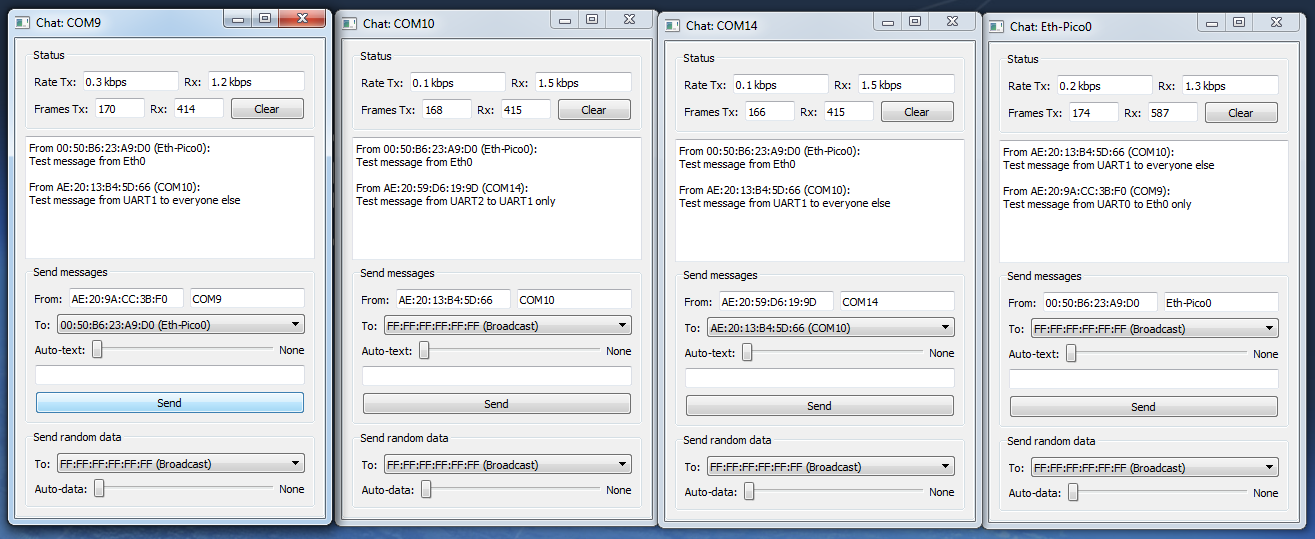 Chat: COM9
Status
Rate Tx: 0.3 kbps Rx: 1.2 kbps
Frames Tx: 170 Rx: 414 Clear
From 00:50:B6:23:A9:D0 (Eth-Pico0):
Test message from Eth0
From AE:20:13:B4:5D:66 (COM10):
Test message from UART1 to everyone else
Send messages
From: AE:20:9A:CC:3B:F0 COM9
To: 00:50:B6:23:A9:D0 (Eth-Pico0)
Auto-text: None
Send
Send random data
To: FF:FF:FF:FF:FF:FF (Broadcast)
Auto-data: None
Chat: COM10
Status
Rate Tx: 0.1 kbps Rx: 1.5 kbps
Frames Tx: 168 Rx: 415 Clear
From 00:50:B6:23:A9:D0 (Eth-Pico0):
Test message from Eth0
From AE:20:59:D6:19:9D (COM14):
Test message from UART2 to UART1 only
Send messages
From: AE:20:13:B4:5D:66 COM10
To: FF:FF:FF:FF:FF:FF (Broadcast)
Auto-text: None
Send
Send random data
To: FF:FF:FF:FF:FF:FF (Broadcast)
Auto-data: None
Chat: COM14
Status
Rate Tx: 0.1 kbps Rx: 1.5 kbps
Frames Tx: 166 Rx: 415 Clear
From 00:50:B6:23:A9:D0 (Eth-Pico0):
Test message from Eth0
From AE:20:13:B4:5D:66 (COM10):
Test message from UART1 to everyone else
Send messages
From: AE:20:59:D6:19:9D COM14
To: AE:20:13:B4:5D:66 (COM10)
Auto-text: None
Send
Send random data
To: FF:FF:FF:FF:FF:FF (Broadcast)
Auto-data: None
Chat: Eth-Pico0
Status
Rate Tx: 0.2 kbps Rx: 1.3 kbps
Frames Tx: 174 Rx: 587 Clear
From AE:20:13:B4:5D:66 (COM10):
Test message from UART1 to everyone else
From AE:20:9A:CC:3B:F0 (COM9):
Test message from UART0 to Eth0 only
Send messages
From: 00:50:B6:23:A9:D0 Eth-Pico0
To: FF:FF:FF:FF:FF:FF (Broadcast)
Auto-text: None
Send
Send random data
To: FF:FF:FF:FF:FF:FF (Broadcast)
Auto-data: None